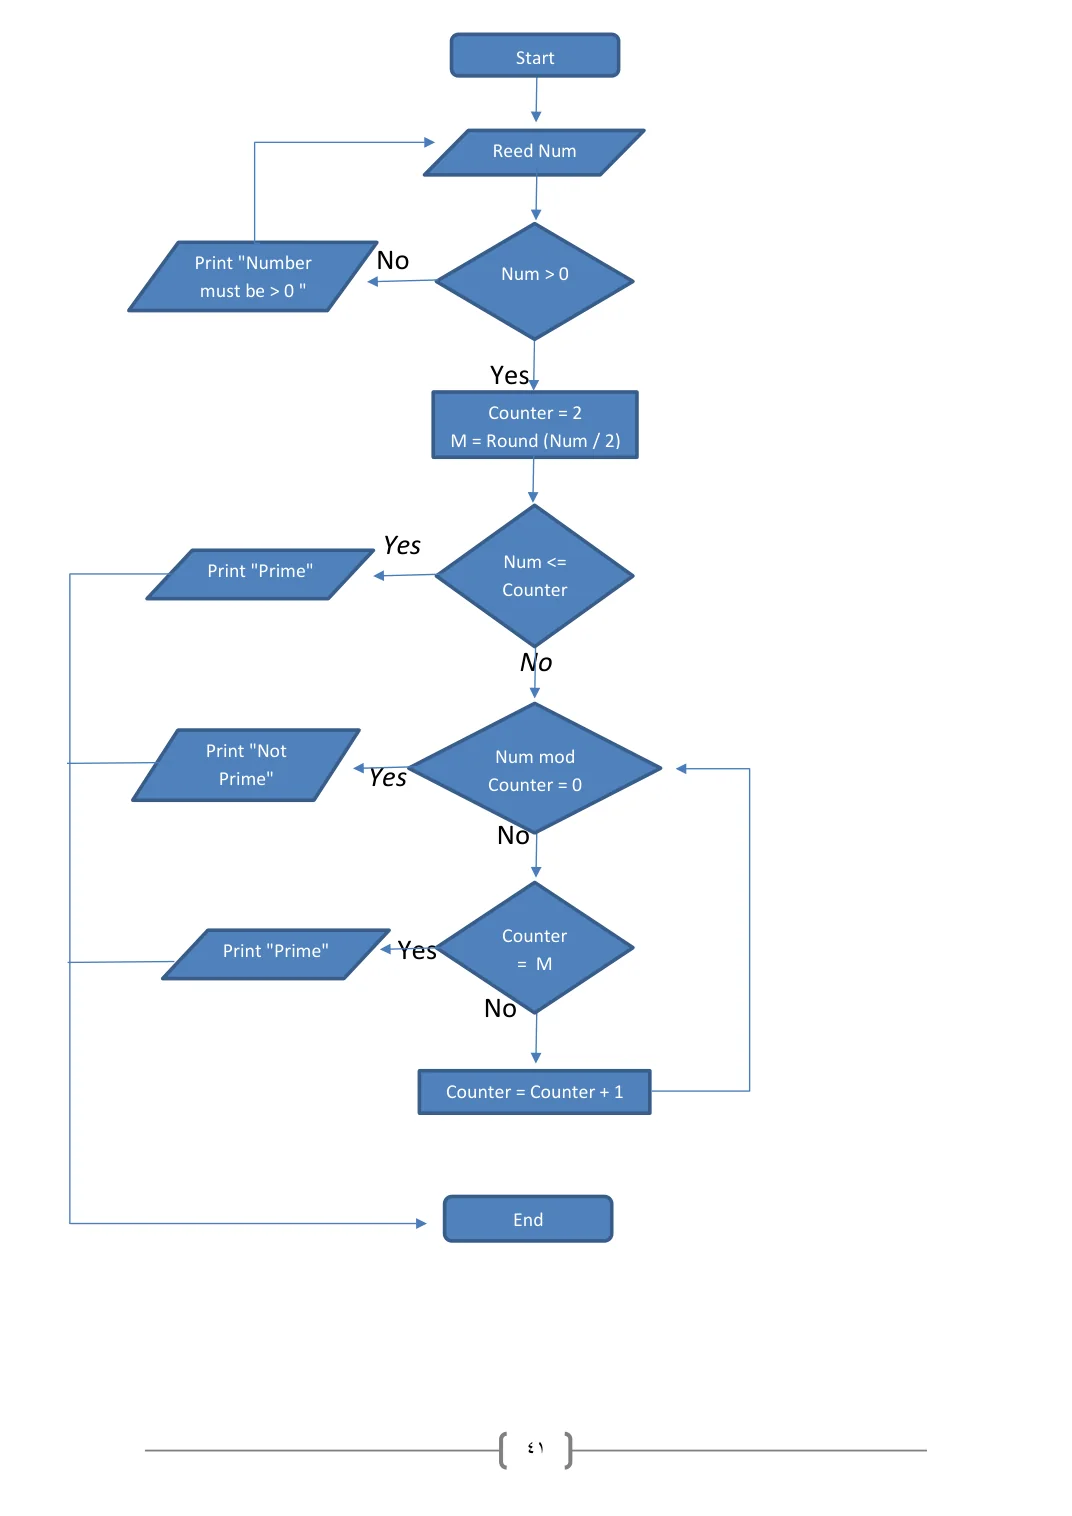 Start
Reed Num
Num > 0
No
Print "Number
must be > 0 "
Yes
Counter = 2
M = Round (Num / 2)
Num <=
Counter
Yes
Print "Prime"
No
Num mod
Counter = 0
Yes
Print "Not
Prime"
No
Counter
= M
Yes
Print "Prime"
No
Counter = Counter + 1
End
٤١